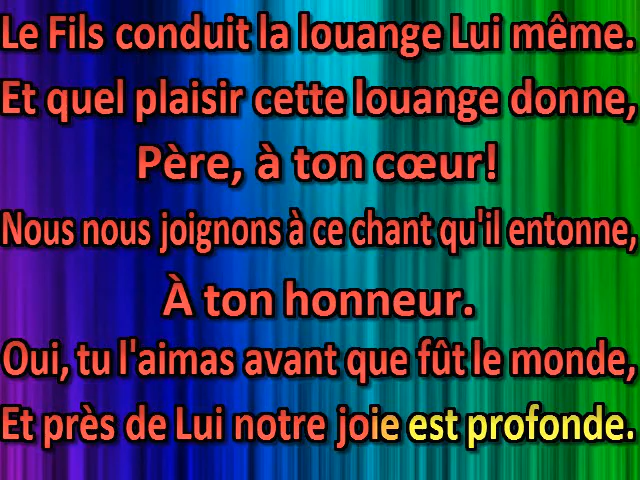 Le Fils conduit la louange Lui même.
Et quel plaisir cette louange donne,
Père, à ton cœur!
Nous nous joignons à ce chant qu'il entonne,
À ton honneur.
Oui, tu l'aimas avant que fût le monde,
Et près de Lui notre joie est profonde.